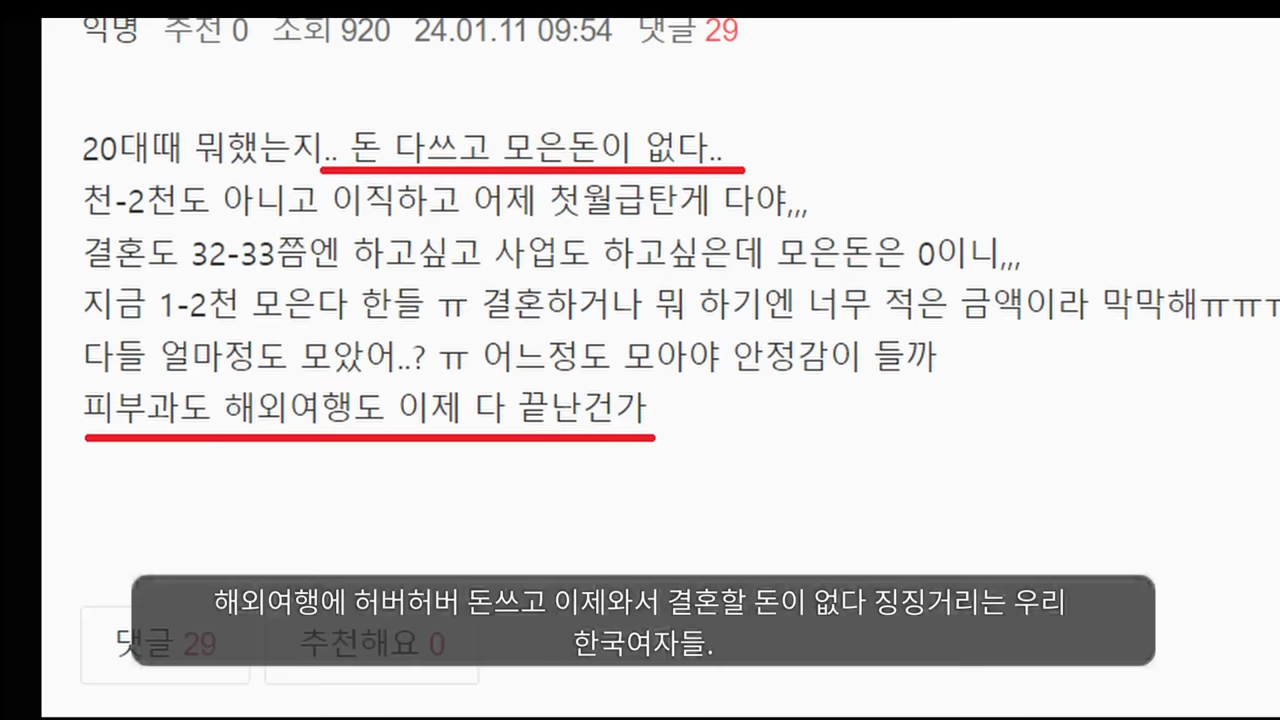 익명 추천 0 조회 920 24.01.11 09:54 댓글 29
20대때 뭐했는지.. 돈 다쓰고 모은돈이 없다..
천-2천도 아니고 이직하고 어제 첫월급탄게 다야,,,
결혼도 32-33쯤엔 하고싶고 사업도 하고싶은데 모은돈은 0이니,,,
지금 1-2천 모은다 한들 ㅠ 결혼하거나 뭐 하기엔 너무 적은 금액이라 막막해ㅠㅠㅜ
다들 얼마정도 모았어..? ㅠ 어느정도 모아야 안정감이 들까
피부과도 해외여행도 이제 다 끝난건가
해외여행에 허버허버 돈쓰고 이제와서 결혼할 돈이 없다 징징거리는 우리
한국여자들.
댓글 29 추천해요 0